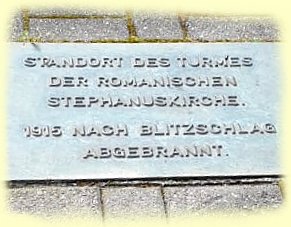 STANDORT DES TURMES
DER ROMANISCHEN
STEPHANUSKIRCHE.
1915 NACH BLITZSCHLAG
ABGEBRANNT.